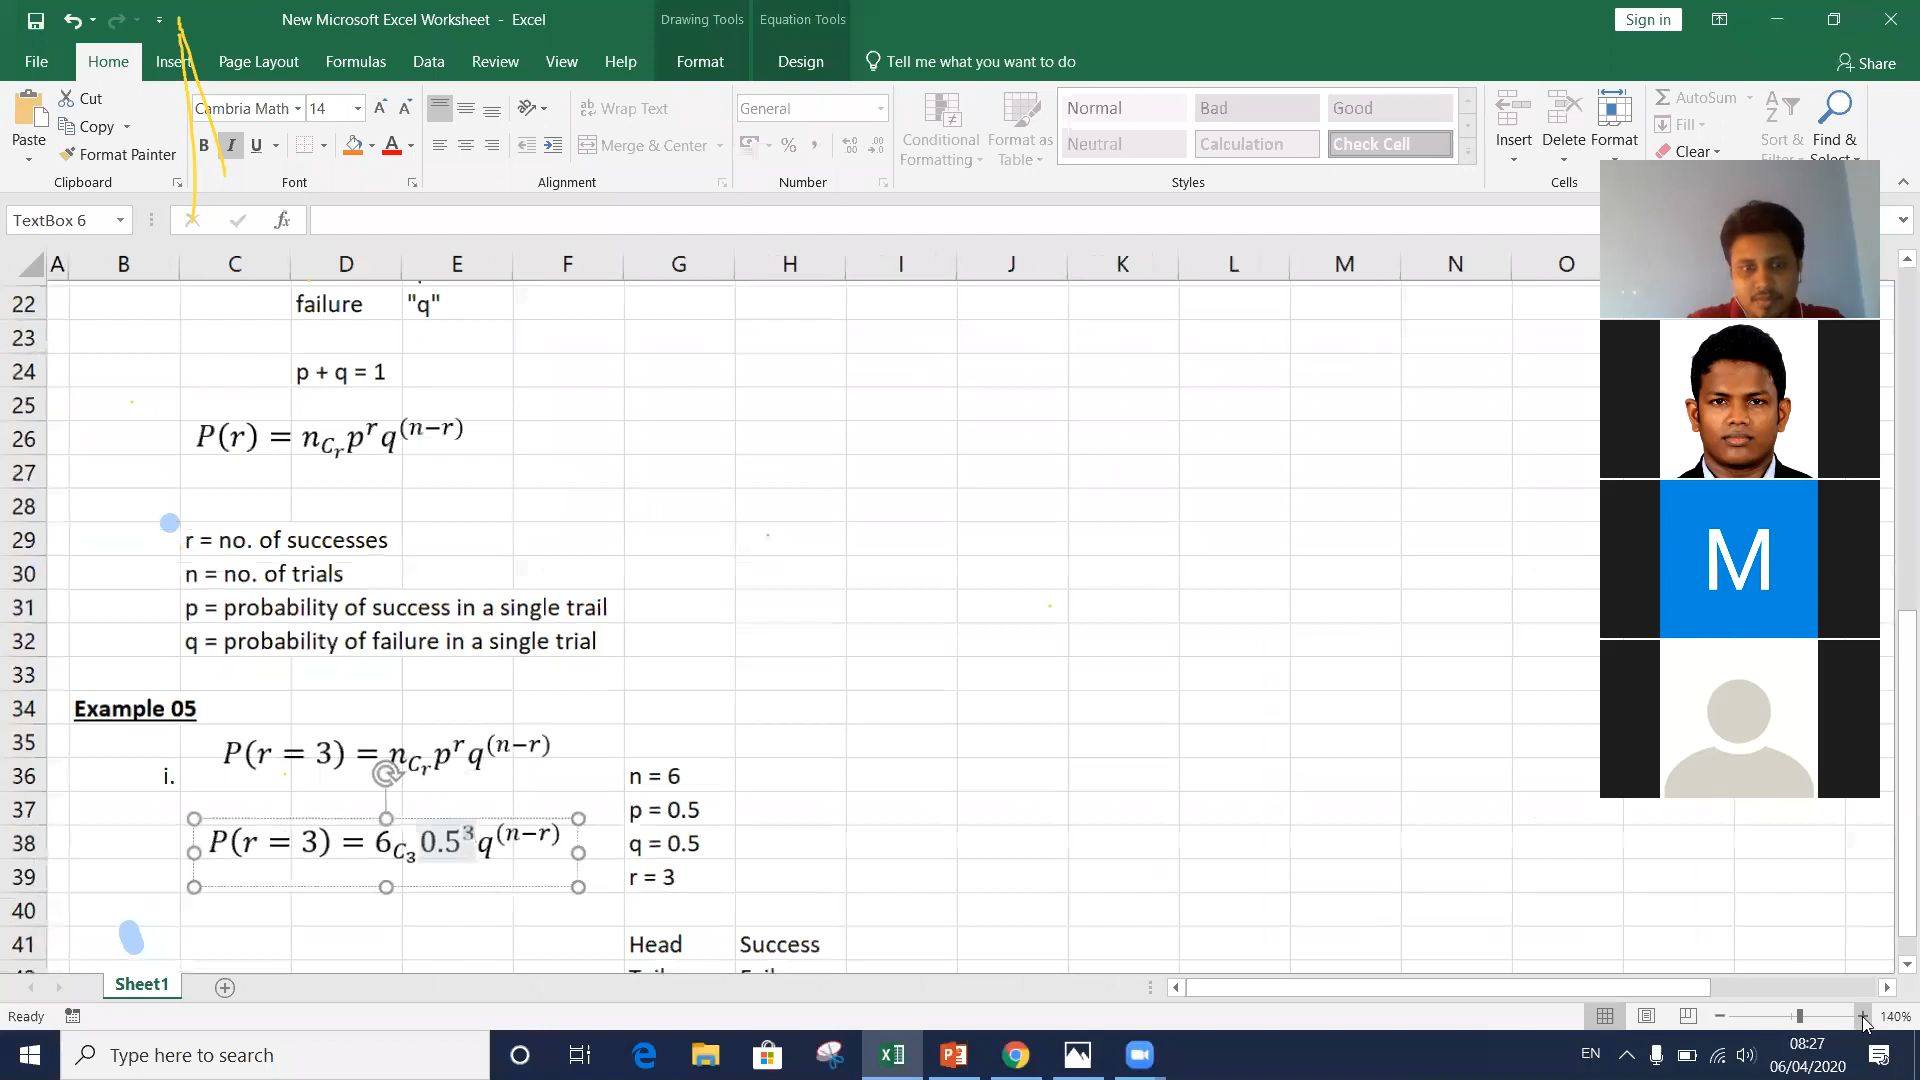 New Microsoft Excel Worksheet - Excel
Drawing Tools
Equation Tools
Sign in
File
Home
Insert
Page Layout
Formulas
Data
Review
View
Help
Format
Design
Tell me what you want to do
Share
Paste
Cut
Copy
Format Painter
Clipboard
Cambria Math
14
A A
B I U
A
Font
ab
Wrap Text
Merge & Center
Alignment
General
%
,
Number
Conditional
Formatting
Format as
Table
Normal
Bad
Good
Neutral
Calculation
Check Cell
Styles
Insert
Delete
Format
Cells
AutoSum
Fill
Clear
Sort &
Find &
Select
TextBox 6
fx
A B C D E F G H I J K L M N O
22 failure "q"
23
24 p + q = 1
25
26 P(r) = n_{C_r} p^r q^{(n−r)}
27
28
29 r = no. of successes
30 n = no. of trials
31 p = probability of success in a single trail
32 q = probability of failure in a single trial
33
34 Example 05
35 P(r = 3) = n_{C_r} p^r q^{(n−r)}
36 i. n = 6
37 p = 0.5
38 P(r = 3) = 6_{C_3} 0.5^3 q^{(n−r)} q = 0.5
39 r = 3
40
41 Head Success
M
Sheet1
Ready
140%
Type here to search
EN
08:27
06/04/2020